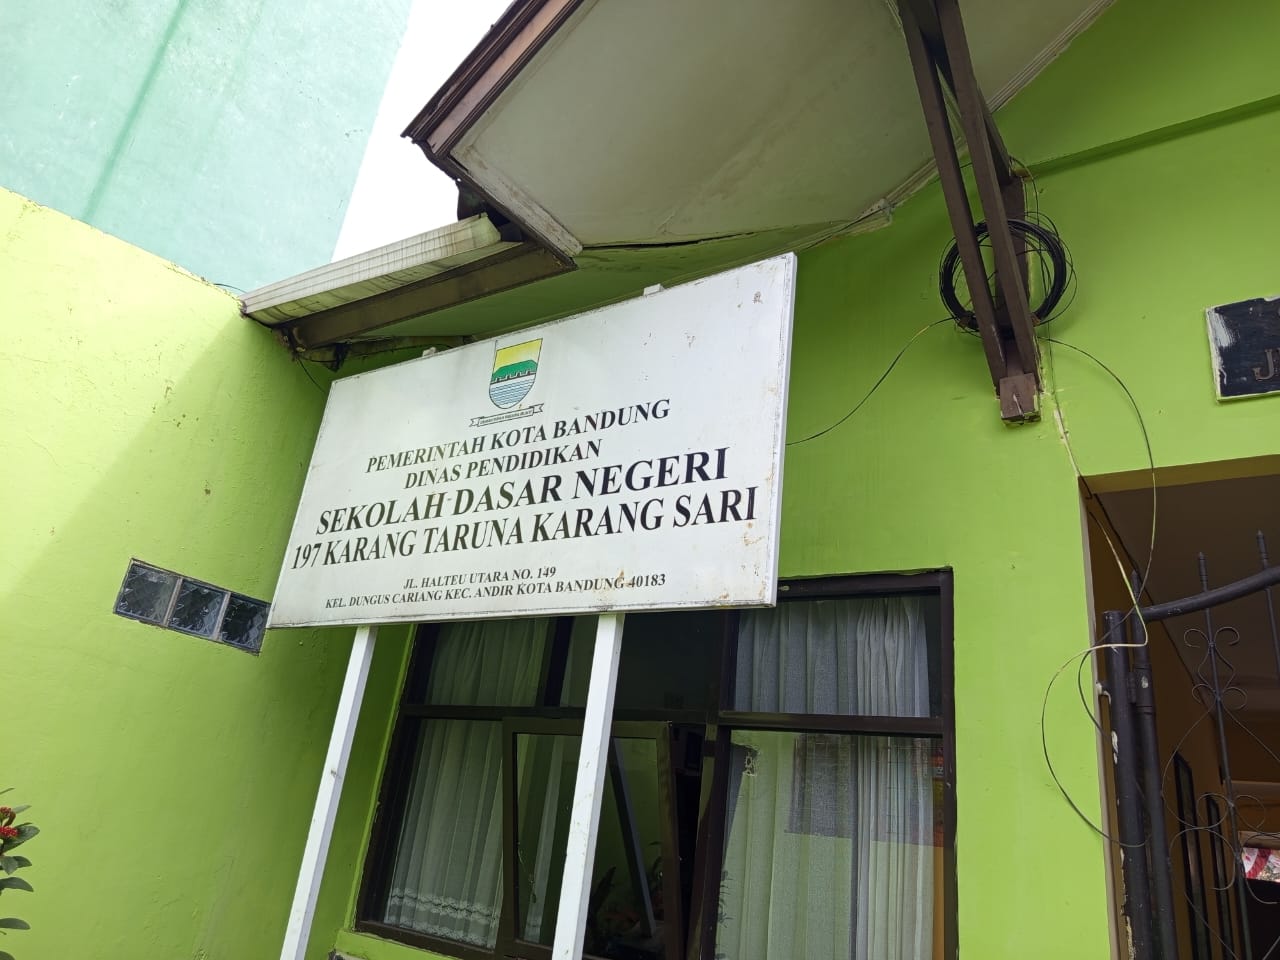 PEMERINTAH KOTA BANDUNG
DINAS PENDIDIKAN
SEKOLAH DASAR NEGERI
197 KARANG TARUNA KARANG SARI
JL. HALTEU UTARA NO. 149
KEL. DUNGUS CARIANG KEC. ANDIR KOTA BANDUNG 40183